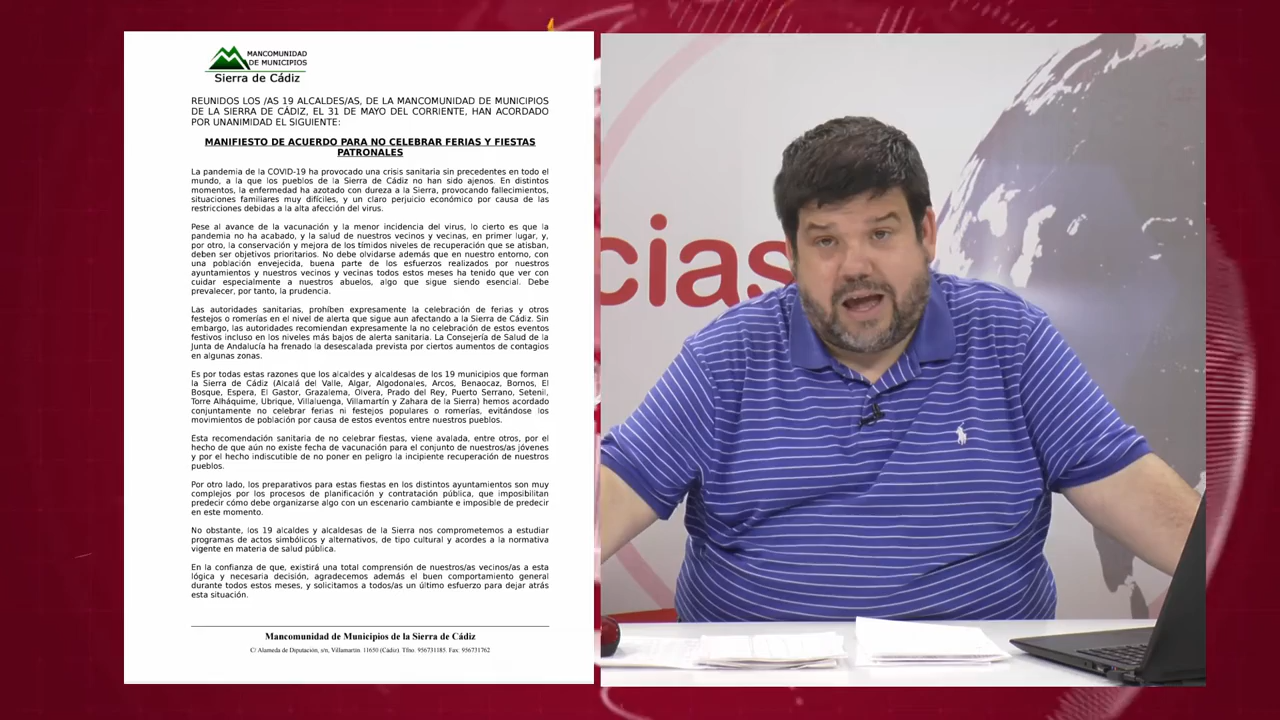 MANCOMUNIDAD
DE MUNICIPIOS
Sierra de Cádiz
REUNIDOS LOS /AS 19 ALCALDES/AS, DE LA MANCOMUNIDAD DE MUNICIPIOS
DE LA SIERRA DE CÁDIZ, EL 31 DE MAYO DEL CORRIENTE, HAN ACORDADO
POR UNANIMIDAD EL SIGUIENTE:
MANIFIESTO DE ACUERDO PARA NO CELEBRAR FERIAS Y FIESTAS
PATRONALES
La pandemia de la COVID-19 ha provocado una crisis sanitaria sin precedentes en todo el
mundo, a la que los pueblos de la Sierra de Cádiz no han sido ajenos. En distintos
momentos, la enfermedad ha azotado con dureza a la Sierra, provocando fallecimientos,
situaciones familiares muy difíciles, y un claro perjuicio económico por causa de las
restricciones debidas a la alta afección del virus.
Pese al avance de la vacunación y la menor incidencia del virus, lo cierto es que la
pandemia no ha acabado, y la salud de nuestros vecinos y vecinas, en primer lugar, y,
por otro, la conservación y mejora de los tímidos niveles de recuperación que se atisban,
deben ser objetivos prioritarios. No debe olvidarse además que en nuestro entorno, con
una población envejecida, buena parte de los esfuerzos realizados por nuestros
ayuntamientos y nuestros vecinos y vecinas todos estos meses ha tenido que ver con
cuidar especialmente a nuestros abuelos, algo que sigue siendo esencial. Debe
prevalecer, por tanto, la prudencia.
Las autoridades sanitarias, prohíben expresamente la celebración de ferias y otros
festejos o romerías en el nivel de alerta que sigue aun afectando a la Sierra de Cádiz. Sin
embargo, las autoridades recomiendan expresamente la no celebración de estos eventos
festivos incluso en los niveles más bajos de alerta sanitaria. La Consejería de Salud de la
Junta de Andalucía ha frenado la desescalada prevista por ciertos aumentos de contagios
en algunas zonas.
Es por todas estas razones que los alcaldes y alcaldesas de los 19 municipios que forman
la Sierra de Cádiz (Alcalá del Valle, Algar, Algodonales, Arcos, Benaocaz, Bornos, El
Bosque, Espera, El Gastor, Grazalema, Olvera, Prado del Rey, Puerto Serrano, Setenil,
Torre Alháquime, Ubrique, Villaluenga, Villamartín y Zahara de la Sierra) hemos acordado
conjuntamente no celebrar ferias ni festejos populares o romerías, evitándose los
movimientos de población por causa de estos eventos entre nuestros pueblos.
Esta recomendación sanitaria de no celebrar fiestas, viene avalada, entre otros, por el
hecho de que aún no existe fecha de vacunación para el conjunto de nuestros/as jóvenes
y por el hecho indiscutible de no poner en peligro la incipiente recuperación de nuestros
pueblos.
Por otro lado, los preparativos para estas fiestas en los distintos ayuntamientos son muy
complejos por los procesos de planificación y contratación pública, que imposibilitan
predecir cómo debe organizarse algo con un escenario cambiante e imposible de predecir
en este momento.
No obstante, los 19 alcaldes y alcaldesas de la Sierra nos comprometemos a estudiar
programas de actos simbólicos y alternativos, de tipo cultural y acordes a la normativa
vigente en materia de salud pública.
En la confianza de que, existirá una total comprensión de nuestros/as vecinos/as a esta
lógica y necesaria decisión, agradecemos además el buen comportamiento general
durante todos estos meses, y solicitamos a todos/as un último esfuerzo para dejar atrás
esta situación.
Mancomunidad de Municipios de la Sierra de Cádiz
C/ Alameda de Diputación, s/n, Villamartín 11650 (Cádiz). Tfno. 956731185. Fax: 956731762
cias